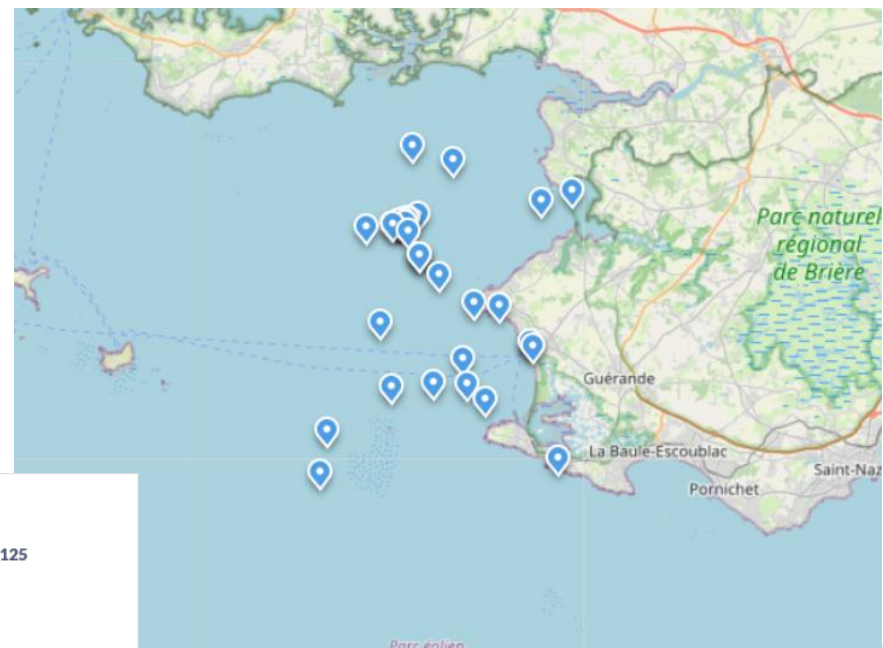 Parc naturel
régional
de Brière
Guérande
La Baule-Escoublac
Saint-Naz
Pornichet
125
Parc éolien